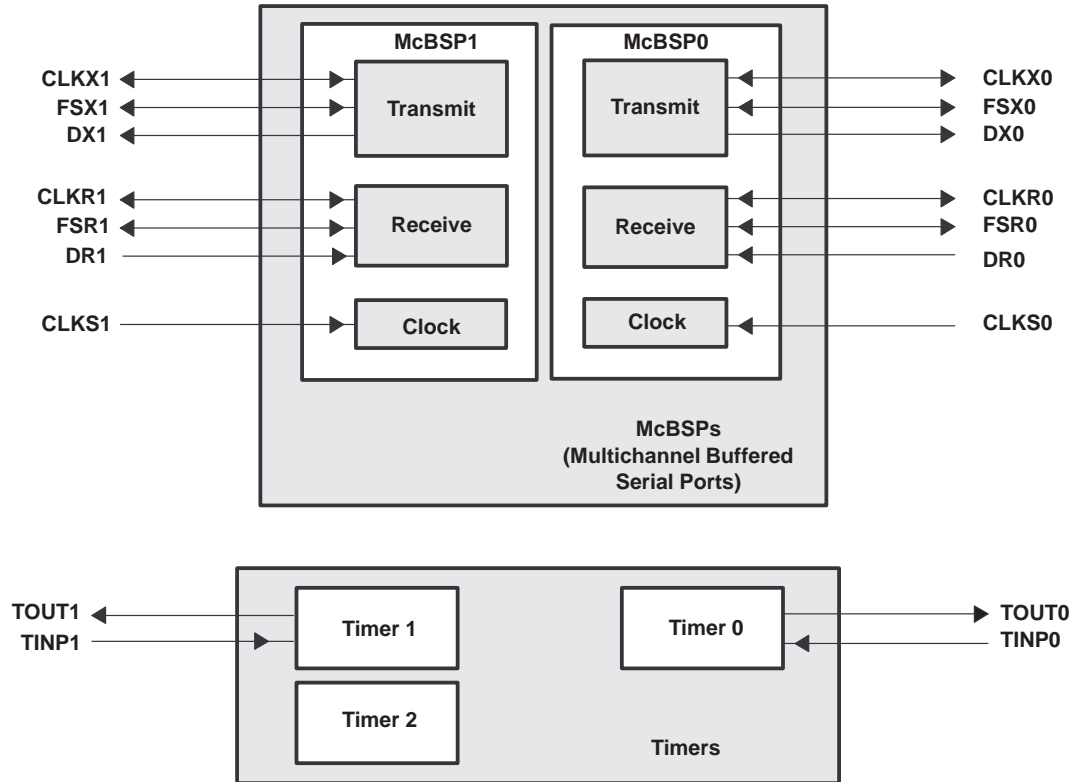 McBSP1
McBSP0
CLKX1
FSX1
DX1
Transmit
Transmit
CLKX0
FSX0
DX0
CLKR1
FSR1
DR1
Receive
Receive
CLKR0
FSR0
DR0
CLKS1
Clock
Clock
CLKS0
McBSPs
(Multichannel Buffered
Serial Ports)
TOUT1
TINP1
Timer 1
Timer 0
TOUT0
TINP0
Timer 2
Timers